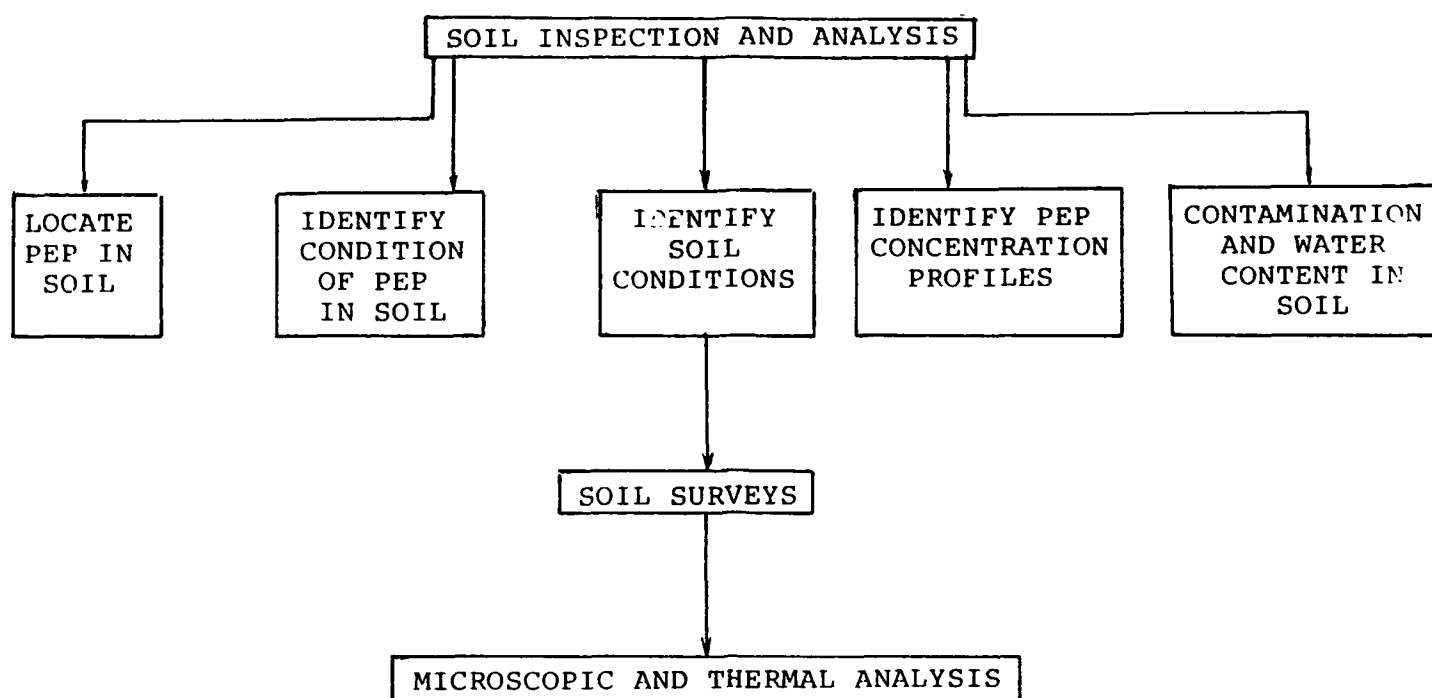 SOIL INSPECTION AND ANALYSIS
LOCATE
PEP IN
SOIL
IDENTIFY
CONDITION
OF PEP
IN SOIL
IDENTIFY
SOIL
CONDITIONS
IDENTIFY PEP
CONCENTRATION
PROFILES
CONTAMINATION
AND WATER
CONTENT IN
SOIL
SOIL SURVEYS
MICROSCOPIC AND THERMAL ANALYSIS